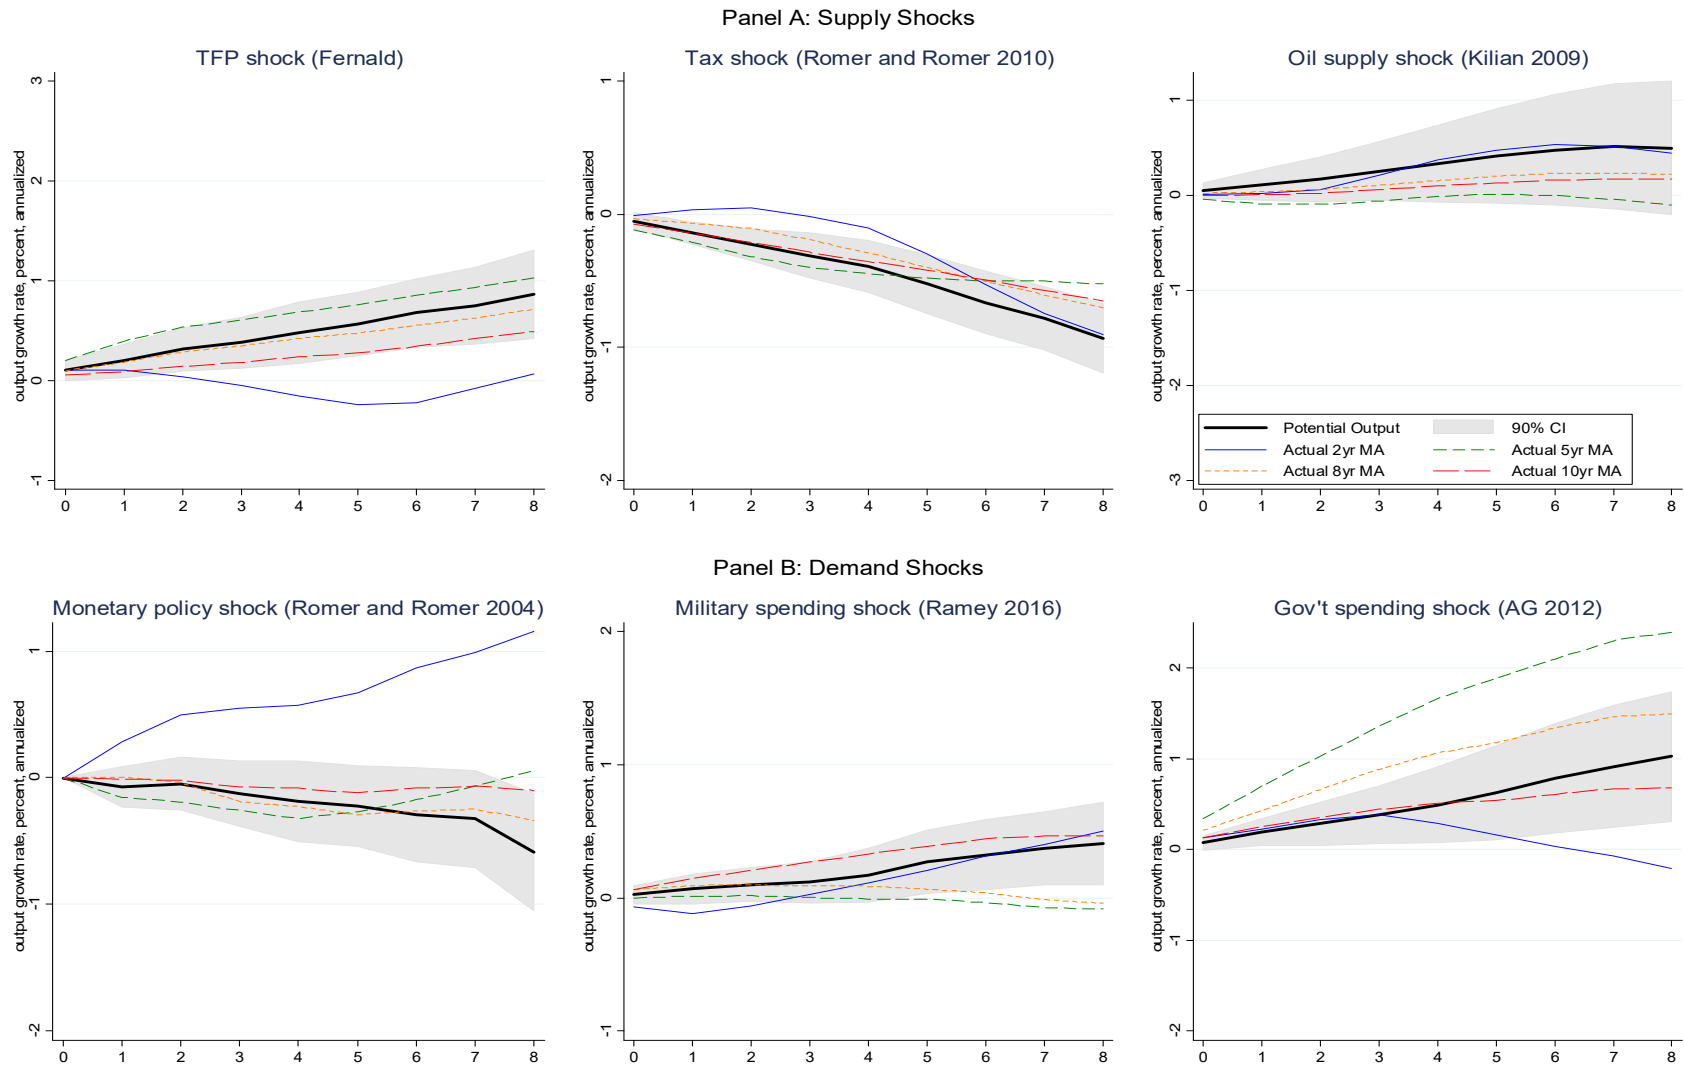 Panel A: Supply Shocks
TFP shock (Fernald)
Tax shock (Romer and Romer 2010)
Oil supply shock (Kilian 2009)
output growth rate, percent, annualized
3
2
1
0
-1
0 1 2 3 4 5 6 7 8
output growth rate, percent, annualized
1
0
-1
-2
0 1 2 3 4 5 6 7 8
output growth rate, percent, annualized
1
0
-1
-2
-3
0 1 2 3 4 5 6 7 8
Potential Output
90% CI
Actual 2yr MA
Actual 5yr MA
Actual 8yr MA
Actual 10yr MA
Panel B: Demand Shocks
Monetary policy shock (Romer and Romer 2004)
Military spending shock (Ramey 2016)
Gov't spending shock (AG 2012)
output growth rate, percent, annualized
1
0
-1
-2
0 1 2 3 4 5 6 7 8
output growth rate, percent, annualized
2
1
0
-1
0 1 2 3 4 5 6 7 8
output growth rate, percent, annualized
2
1
0
-1
-2
0 1 2 3 4 5 6 7 8